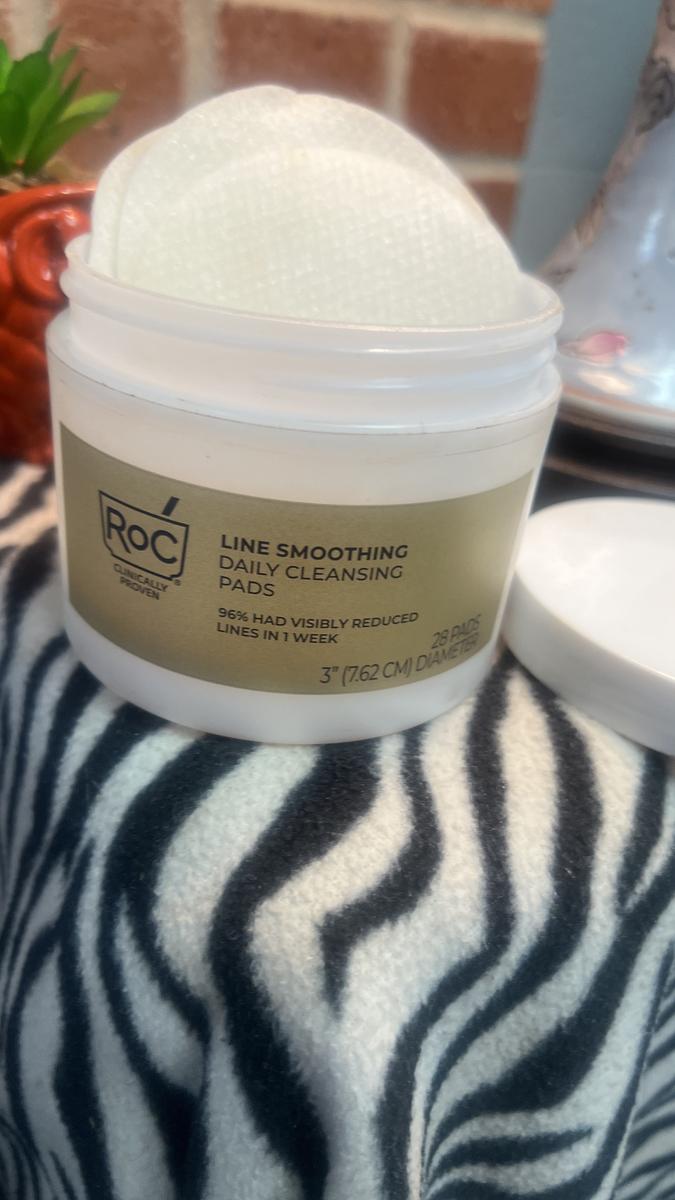 RoC®
CLINICALLY
PROVEN
LINE SMOOTHING
DAILY CLEANSING
PADS
96% HAD VISIBLY REDUCED
LINES IN 1 WEEK
28 PADS
3” (7.62 CM) DIAMETER